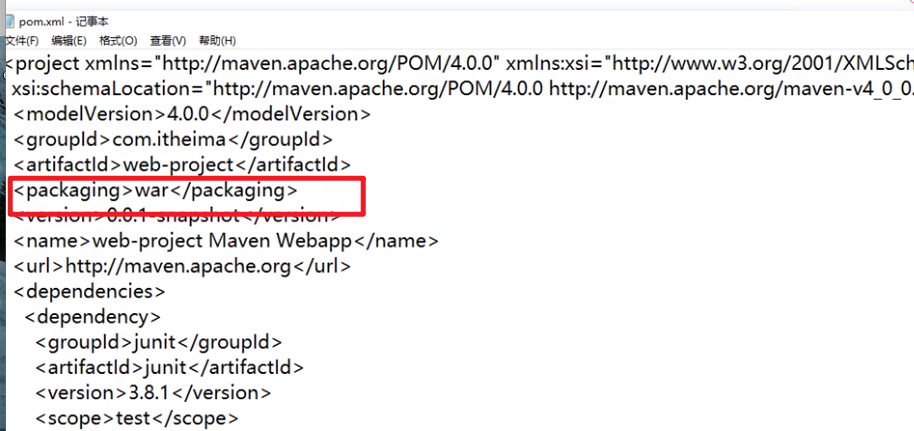 pom.xml - 记事本
文件(F) 编辑(E) 格式(O) 查看(V) 帮助(H)
<project xmlns="http://maven.apache.org/POM/4.0.0" xmlns:xsi="http://www.w3.org/2001/XMLSch
xsi:schemaLocation="http://maven.apache.org/POM/4.0.0 http://maven.apache.org/maven-v4_0_0.
<modelVersion>4.0.0</modelVersion>
<groupId>com.itheima</groupId>
<artifactId>web-project</artifactId>
<packaging>war</packaging>
<version>0.0.1-snapshot</version>
<name>web-project Maven Webapp</name>
<url>http://maven.apache.org</url>
<dependencies>
<dependency>
<groupId>junit</groupId>
<artifactId>junit</artifactId>
<version>3.8.1</version>
<scope>test</scope>